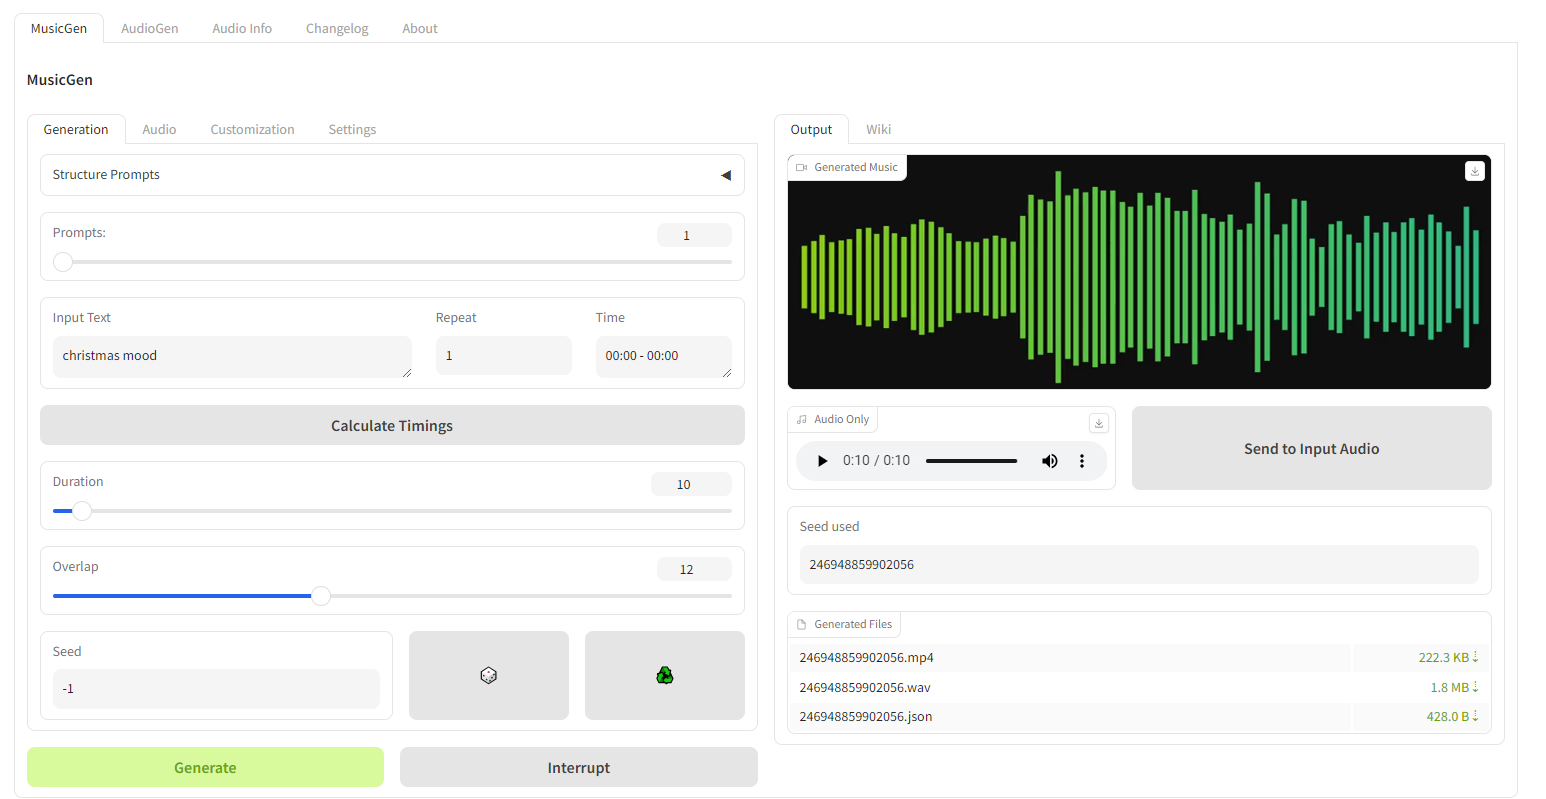 MusicGen AudioGen Audio Info Changelog About
MusicGen
Generation Audio Customization Settings
Structure Prompts
Prompts: 1
Input Text Repeat Time
christmas mood 1 00:00 - 00:00
Calculate Timings
Duration 10
Overlap 12
Seed
-1
Generate Interrupt
Output Wiki
Generated Music
Audio Only
0:10 / 0:10
Send to Input Audio
Seed used
246948859902056
Generated Files
246948859902056.mp4 222.3 KB
246948859902056.wav 1.8 MB
246948859902056.json 428.0 B